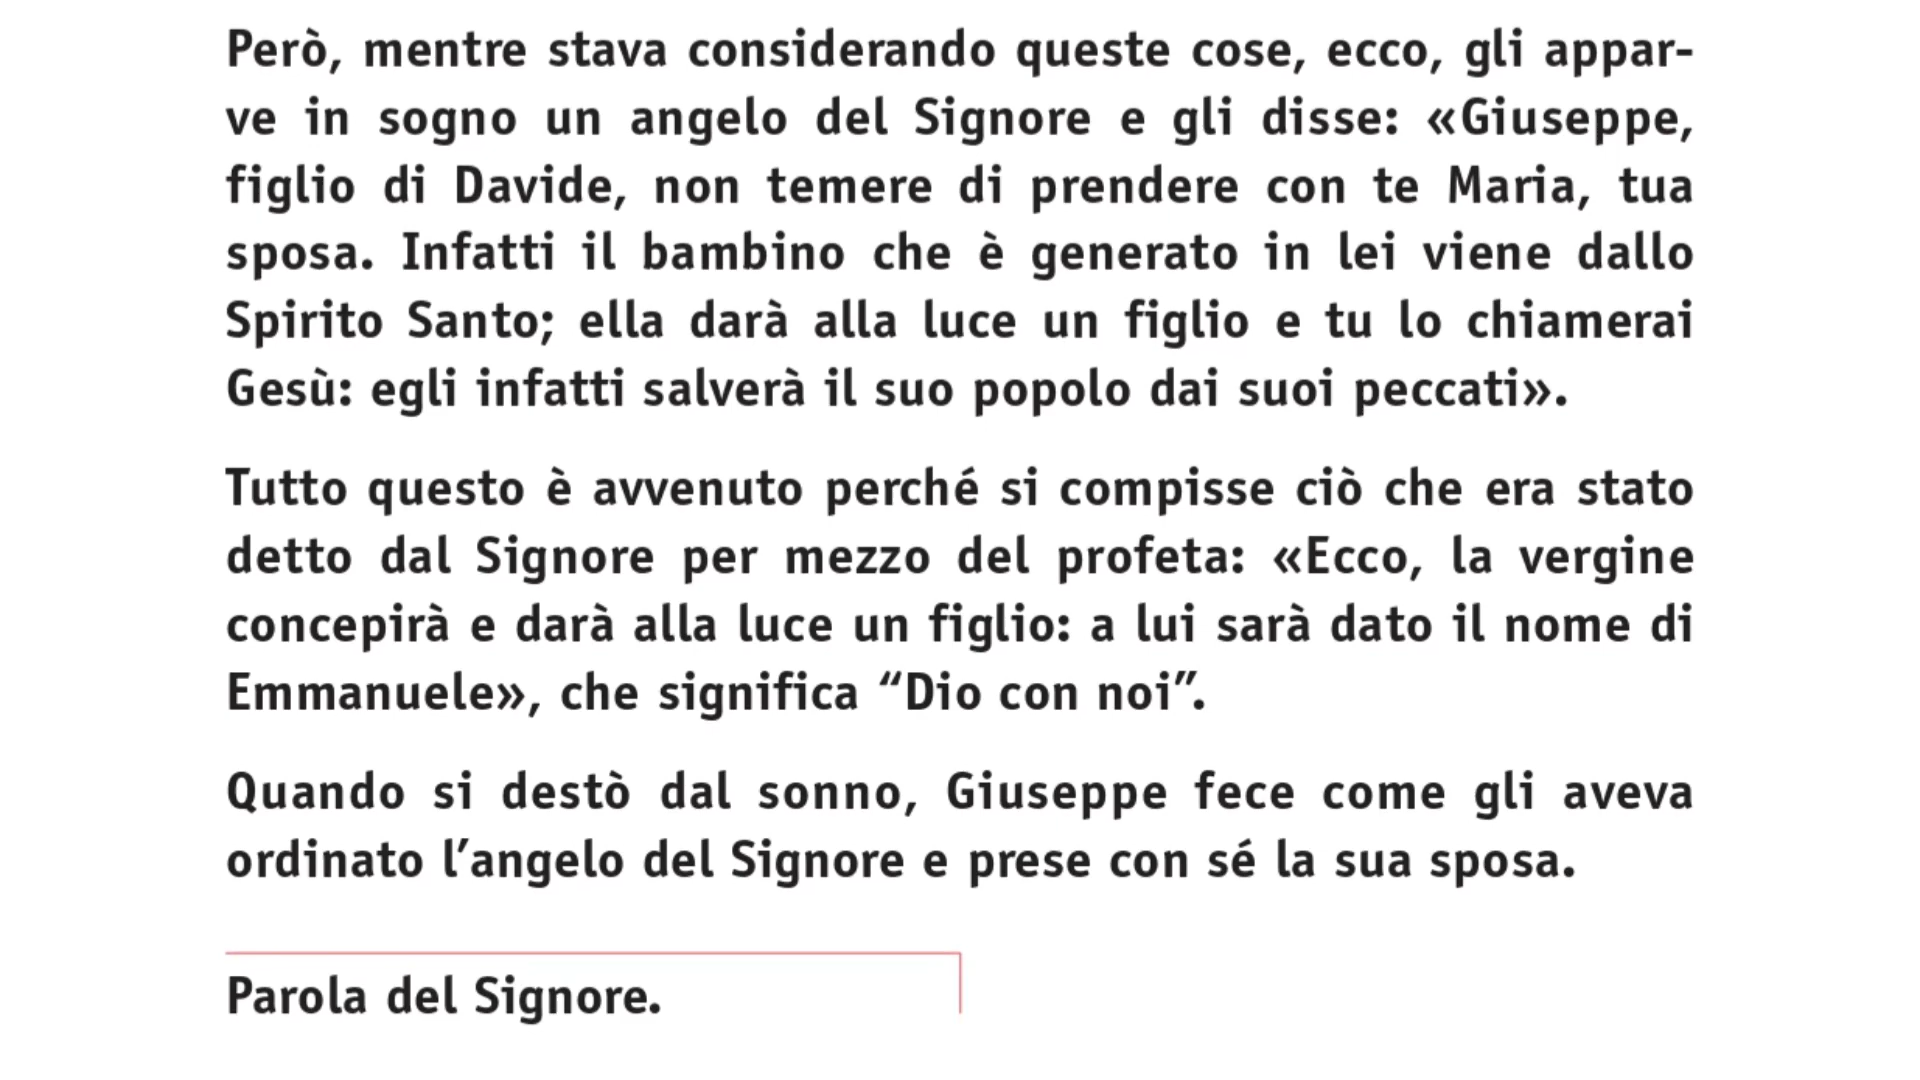 Però, mentre stava considerando queste cose, ecco, gli appar-
ve in sogno un angelo del Signore e gli disse: «Giuseppe,
figlio di Davide, non temere di prendere con te Maria, tua
sposa. Infatti il bambino che è generato in lei viene dallo
Spirito Santo; ella darà alla luce un figlio e tu lo chiamerai
Gesù: egli infatti salverà il suo popolo dai suoi peccati».
Tutto questo è avvenuto perché si compisse ciò che era stato
detto dal Signore per mezzo del profeta: «Ecco, la vergine
concepirà e darà alla luce un figlio: a lui sarà dato il nome di
Emmanuele», che significa “Dio con noi”.
Quando si destò dal sonno, Giuseppe fece come gli aveva
ordinato l’angelo del Signore e prese con sé la sua sposa.
Parola del Signore.